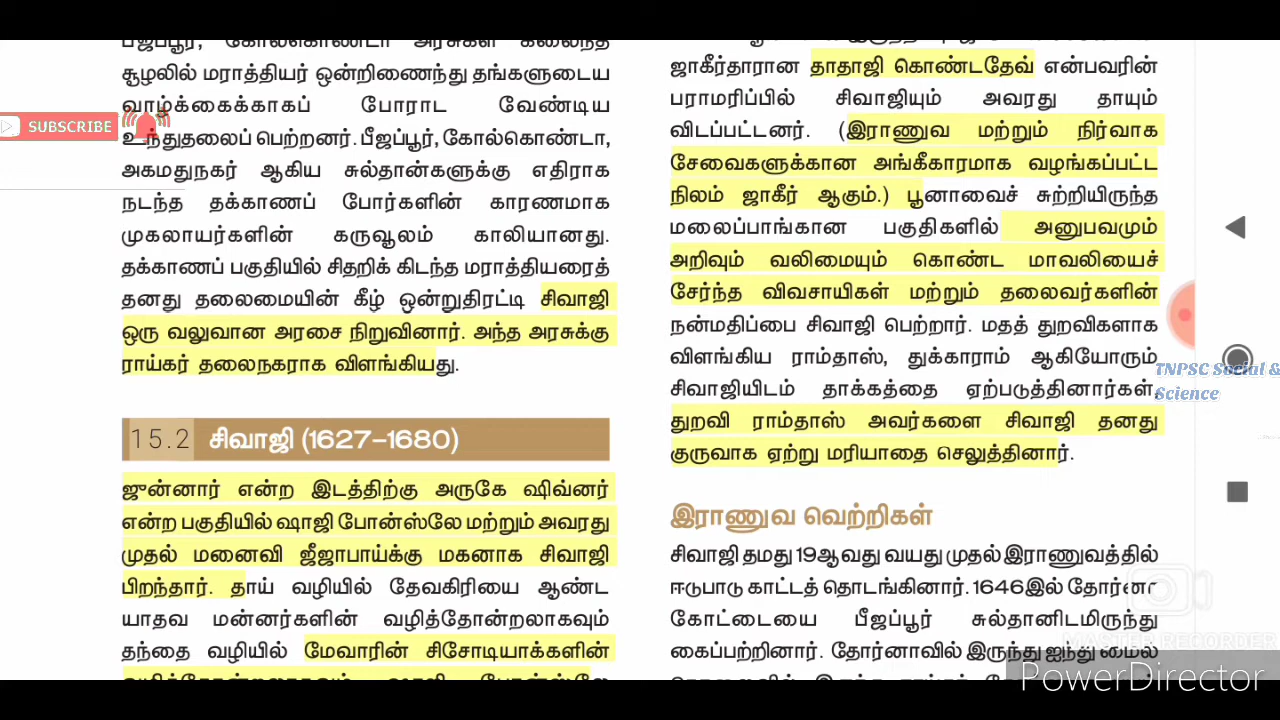 பீஜப்பூர், கோல்கொண்டா அரசுகள் கலைந்த
சூழலில் மராத்தியர் ஒன்றிணைந்து தங்களுடைய
வாழ்க்கைக்காகப் போராட வேண்டிய
உந்துதலைப் பெற்றனர். பீஜப்பூர், கோல்கொண்டா,
அகமதுநகர் ஆகிய சுல்தான்களுக்கு எதிராக
நடந்த தக்காணப் போர்களின் காரணமாக
முகலாயர்களின் கருவூலம் காலியானது.
தக்காணப் பகுதியில் சிதறிக் கிடந்த மராத்தியரைத்
தனது தலைமையின் கீழ் ஒன்றுதிரட்டி சிவாஜி
ஒரு வலுவான அரசை நிறுவினார். அந்த அரசுக்கு
ராய்கர் தலைநகராக விளங்கியது.
15.2 சிவாஜி (1627–1680)
ஜுன்னார் என்ற இடத்திற்கு அருகே ஷிவ்னர்
என்ற பகுதியில் ஷாஜி போன்ஸ்லே மற்றும் அவரது
முதல் மனைவி ஜீஜாபாய்க்கு மகனாக சிவாஜி
பிறந்தார். தாய் வழியில் தேவகிரியை ஆண்ட
யாதவ மன்னர்களின் வழித்தோன்றலாகவும்
தந்தை வழியில் மேவாரின் சிசோடியாக்களின்
ஜாகீர்தாரான தாதாஜி கொண்டதேவ் என்பவரின்
பராமரிப்பில் சிவாஜியும் அவரது தாயும்
விடப்பட்டனர். (இராணுவ மற்றும் நிர்வாக
சேவைகளுக்கான அங்கீகாரமாக வழங்கப்பட்ட
நிலம் ஜாகீர் ஆகும்.) பூனாவைச் சுற்றியிருந்த
மலைப்பாங்கான பகுதிகளில் அனுபவமும்
அறிவும் வலிமையும் கொண்ட மாவலியைச்
சேர்ந்த விவசாயிகள் மற்றும் தலைவர்களின்
நன்மதிப்பை சிவாஜி பெற்றார். மதத் துறவிகளாக
விளங்கிய ராம்தாஸ், துக்காராம் ஆகியோரும்
சிவாஜியிடம் தாக்கத்தை ஏற்படுத்தினார்கள்.
துறவி ராம்தாஸ் அவர்களை சிவாஜி தனது
குருவாக ஏற்று மரியாதை செலுத்தினார்.
இராணுவ வெற்றிகள்
சிவாஜி தமது 19ஆவது வயது முதல் இராணுவத்தில்
ஈடுபாடு காட்டத் தொடங்கினார். 1646இல் தோர்னா
கோட்டையை பீஜப்பூர் சுல்தானிடமிருந்து
கைப்பற்றினார். தோர்னாவில் இருந்து ஐந்து மைல்
SUBSCRIBE
TNPSC Social &
Science
MASTER RECORDER
PowerDirector